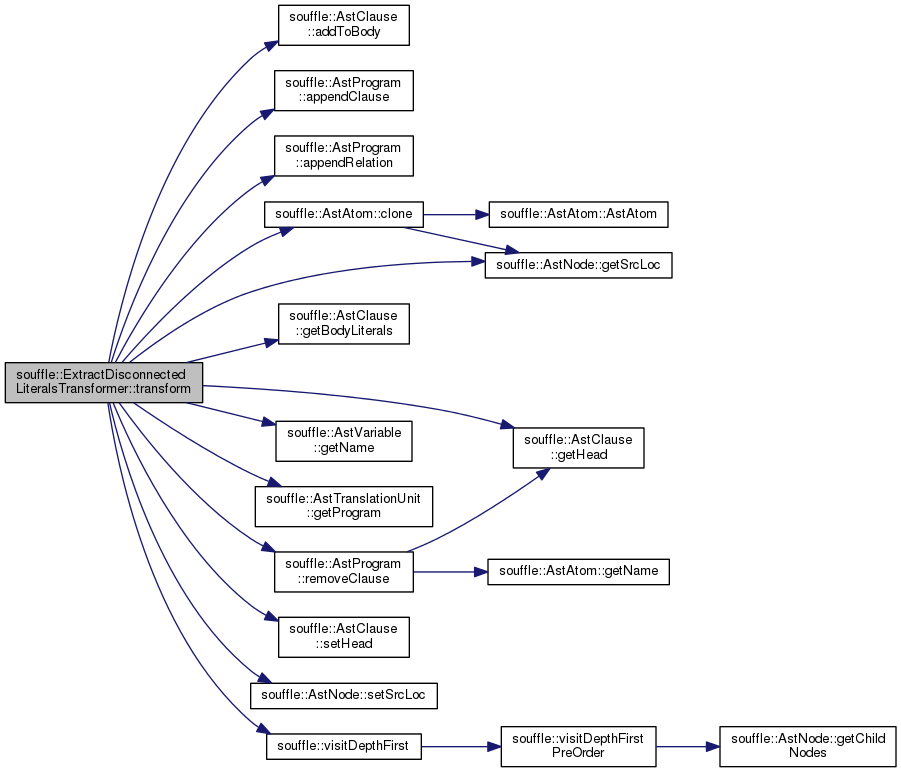 souffle::AstClause
::addToBody
souffle::AstProgram
::appendClause
souffle::AstProgram
::appendRelation
souffle::AstAtom::clone
souffle::AstAtom::AstAtom
souffle::AstNode::getSrcLoc
souffle::AstClause
::getBodyLiterals
souffle::ExtractDisconnected
LiteralsTransformer::transform
souffle::AstVariable
::getName
souffle::AstClause
::getHead
souffle::AstTranslationUnit
::getProgram
souffle::AstProgram
::removeClause
souffle::AstAtom::getName
souffle::AstClause
::setHead
souffle::AstNode::setSrcLoc
souffle::visitDepthFirst
souffle::visitDepthFirst
PreOrder
souffle::AstNode::getChild
Nodes